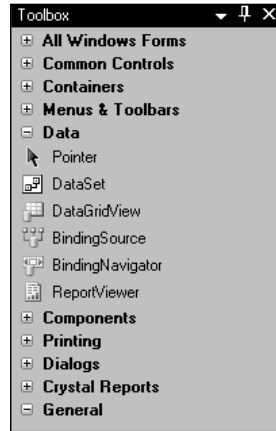 Toolbox
All Windows Forms
Common Controls
Containers
Menus & Toolbars
Data
Pointer
DataSet
DataGridView
BindingSource
BindingNavigator
ReportViewer
Components
Printing
Dialogs
Crystal Reports
General